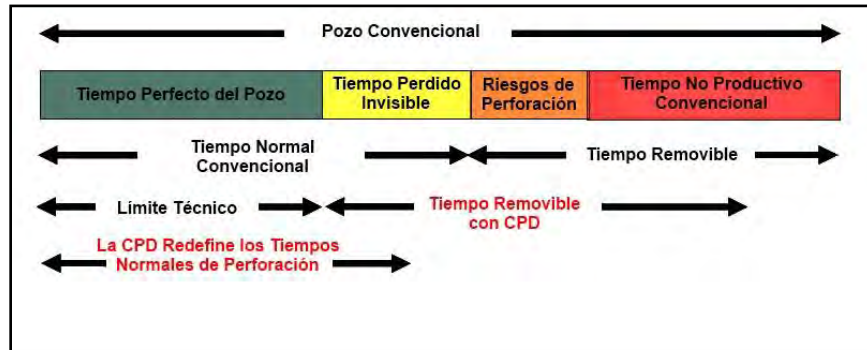 Pozo Convencional
Tiempo Perfecto del Pozo
Tiempo Perdido
Invisible
Riesgos de
Perforación
Tiempo No Productivo
Convencional
Tiempo Normal
Convencional
Tiempo Removible
Límite Técnico
Tiempo Removible
con CPD
La CPD Redefine los Tiempos
Normales de Perforación